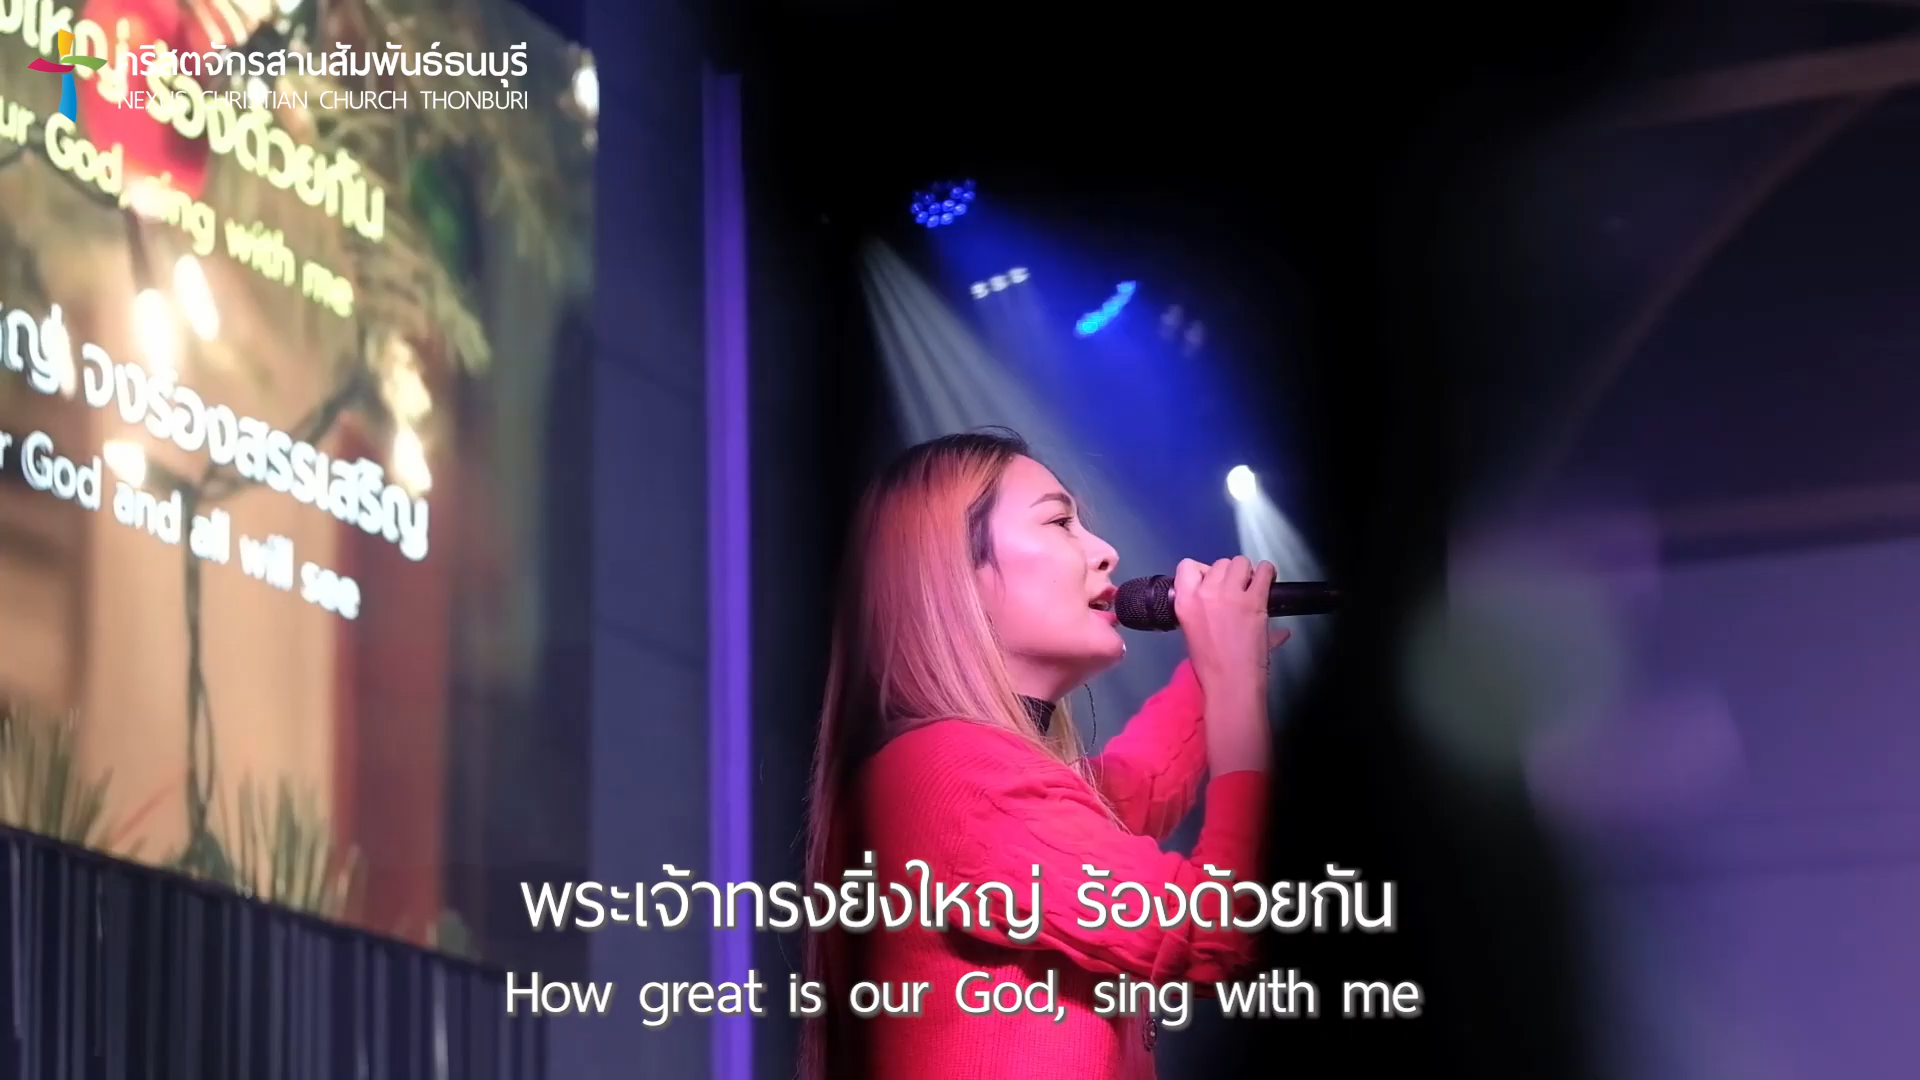 คริสตจักรสานสัมพันธ์ธนบุรี
NEXUS CHRISTIAN CHURCH THONBURI
ร้องด้วยกัน
ur God, sing with me
จงร้องสรรเสริญ
r God and all will see
พระเจ้าทรงยิ่งใหญ่ ร้องด้วยกัน
How great is our God, sing with me